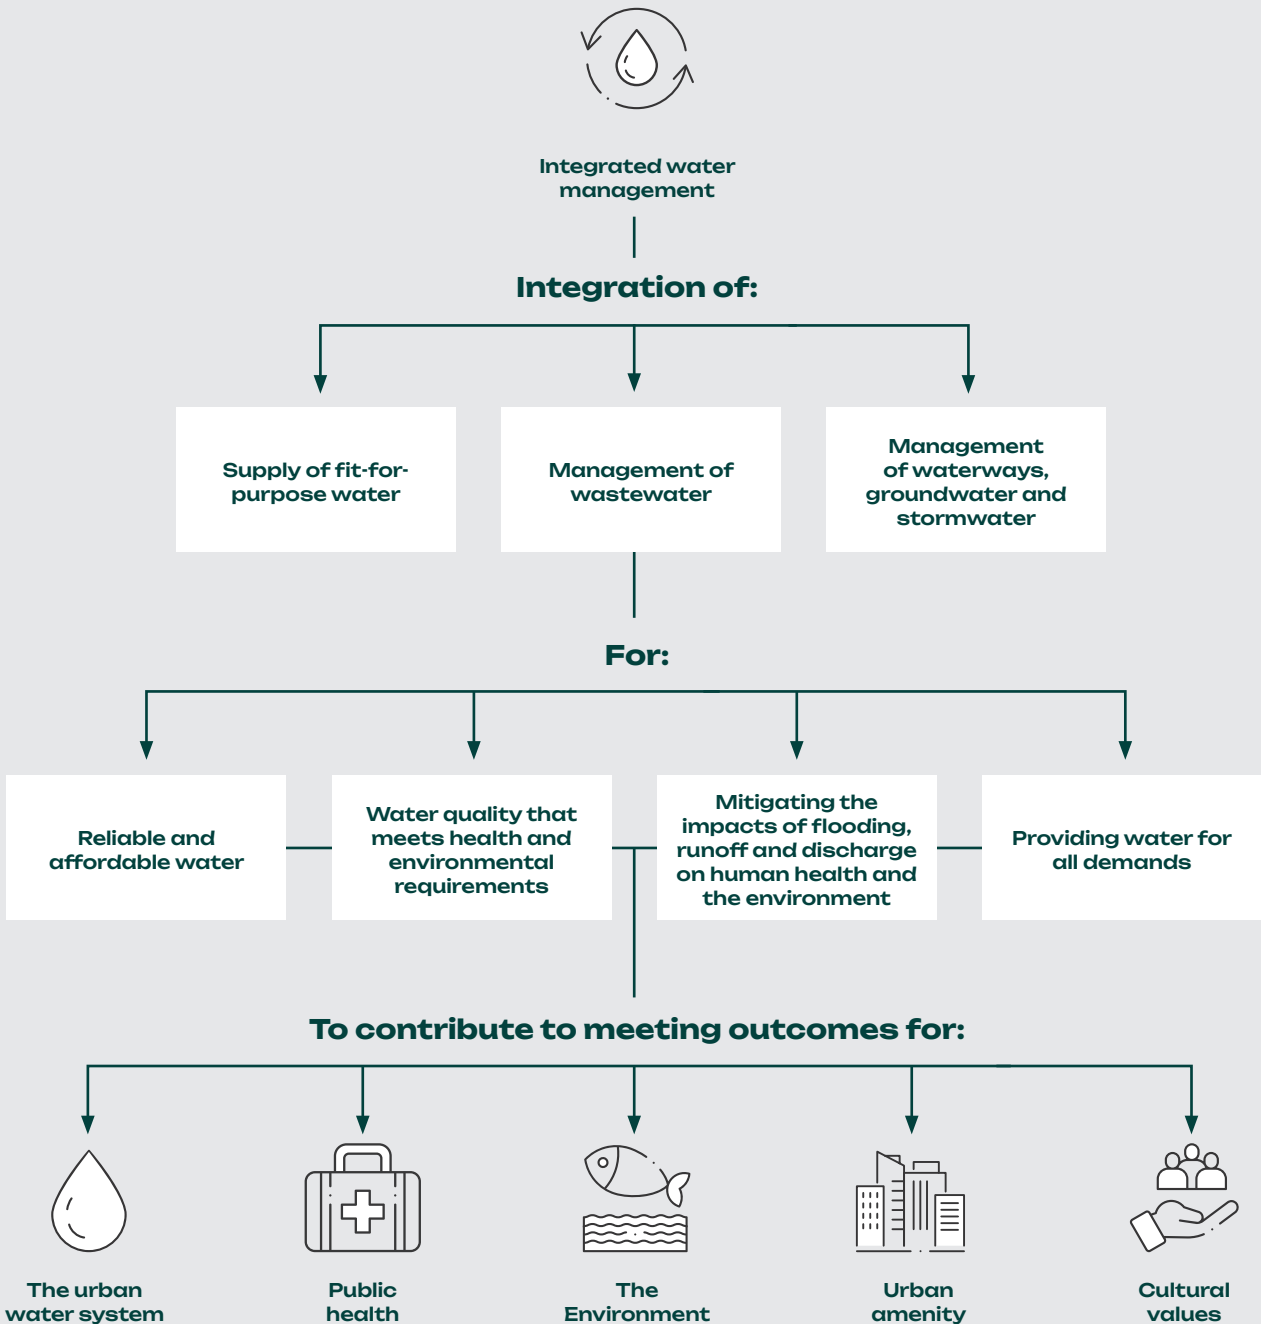 Integrated water
management
Integration of:
Supply of fit-for-
purpose water
Management of
wastewater
Management
of waterways,
groundwater and
stormwater
For:
Reliable and
affordable water
Water quality that
meets health and
environmental
requirements
Mitigating the
impacts of flooding,
runoff and discharge
on human health and
the environment
Providing water for
all demands
To contribute to meeting outcomes for:
The urban
water system
Public
health
The
Environment
Urban
amenity
Cultural
values